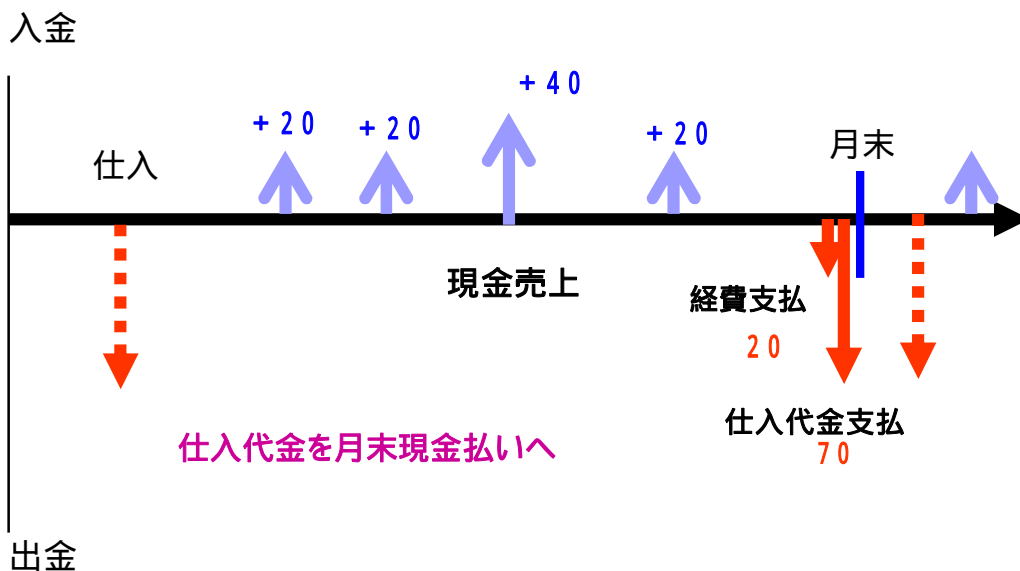 入金
+40
+20
+20
+20
月末
仕入
現金売上
経費支払
20
仕入代金支払
70
仕入代金を月末現金払いへ
出金